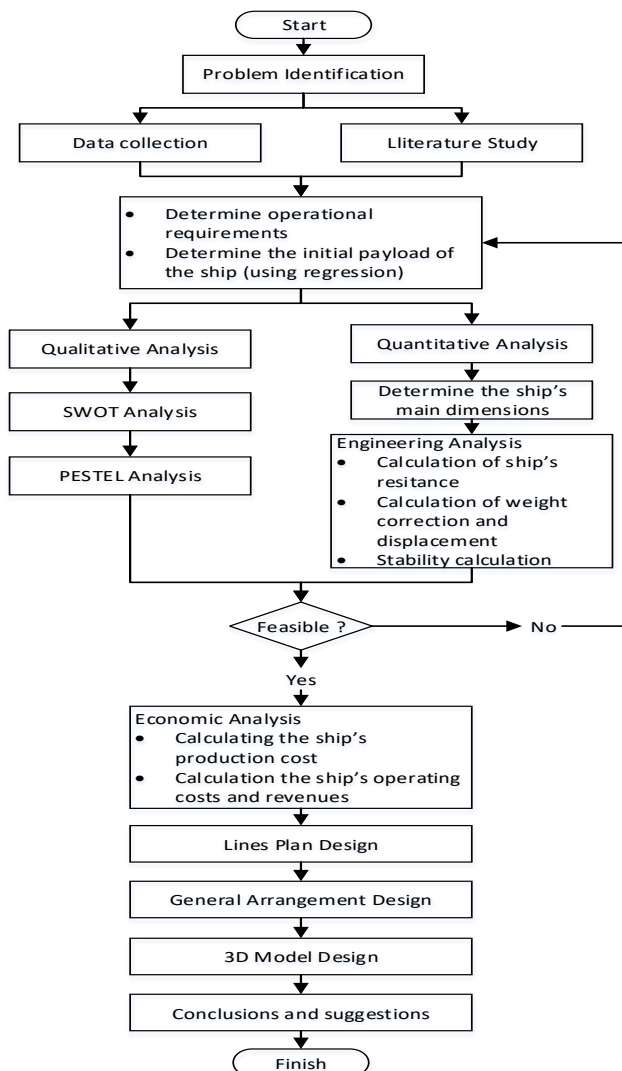 Start
Problem Identification
Data collection
Lliterature Study
• Determine operational
requirements
• Determine the initial payload of
the ship (using regression)
Qualitative Analysis
Quantitative Analysis
SWOT Analysis
Determine the ship's
main dimensions
PESTEL Analysis
Engineering Analysis
• Calculation of ship's
resitance
• Calculation of weight
correction and
displacement
• Stability calculation
Feasible ?
No
Yes
Economic Analysis
• Calculating the ship's
production cost
• Calculation the ship's operating
costs and revenues
Lines Plan Design
General Arrangement Design
3D Model Design
Conclusions and suggestions
Finish